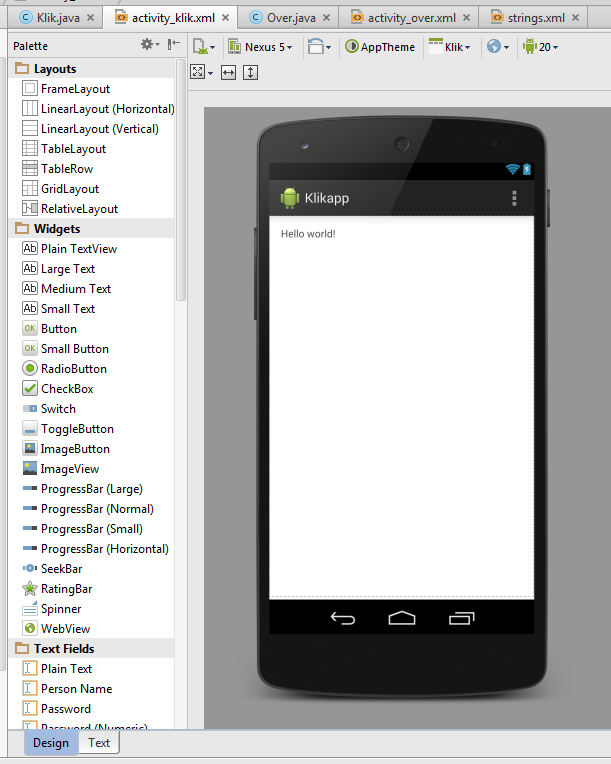 Klik.java × activity_klik.xml × Over.java × activity_over.xml × strings.xml ×
Palette
Nexus 5 AppTheme Klik 20
Layouts
FrameLayout
LinearLayout (Horizontal)
LinearLayout (Vertical)
TableLayout
TableRow
GridLayout
RelativeLayout
Widgets
Ab Plain TextView
Ab Large Text
Ab Medium Text
Ab Small Text
OK Button
OK Small Button
RadioButton
CheckBox
Switch
ToggleButton
ImageButton
ImageView
ProgressBar (Large)
ProgressBar (Normal)
ProgressBar (Small)
ProgressBar (Horizontal)
SeekBar
RatingBar
Spinner
WebView
Text Fields
Plain Text
Person Name
Password
Password (Numeric)
Klikapp
Hello world!
Design Text